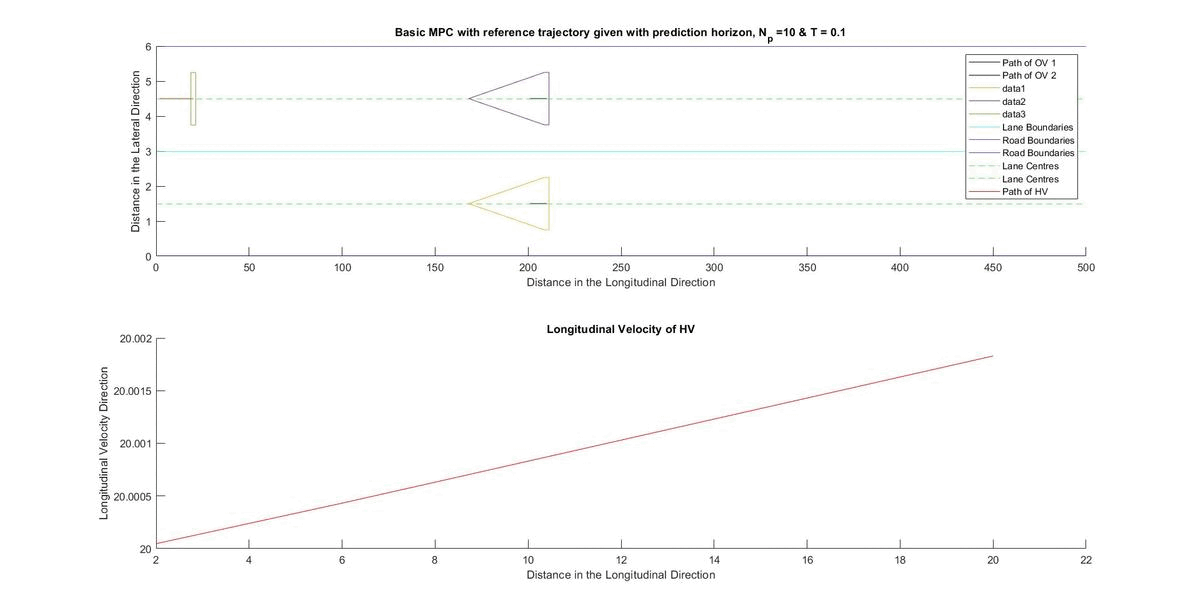 Basic MPC with reference trajectory given with prediction horizon, Np =10 & T = 0.1
Distance in the Lateral Direction
6
5
4
3
2
1
0
0 50 100 150 200 250 300 350 400 450 500
Distance in the Longitudinal Direction
Path of OV 1
Path of OV 2
data1
data2
data3
Lane Boundaries
Road Boundaries
Road Boundaries
Lane Centres
Lane Centres
Path of HV
Longitudinal Velocity of HV
Longitudinal Velocity Direction
20.002
20.0015
20.001
20.0005
20
2 4 6 8 10 12 14 16 18 20 22
Distance in the Longitudinal Direction